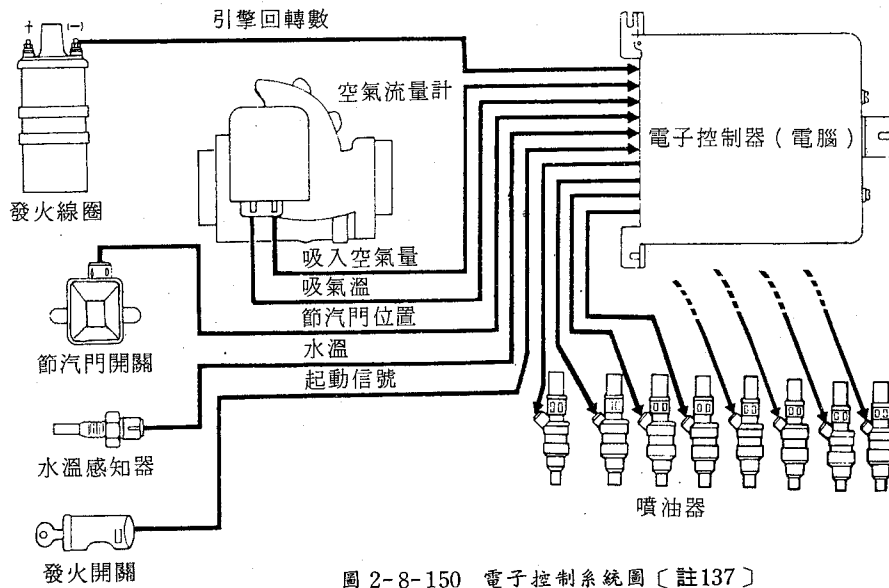 + (-)
引擎回轉數
空氣流量計
電子控制器(電腦)
發火線圈
吸入空氣量
吸氣溫
節汽門位置
水溫
起動信號
節汽門開關
水溫感知器
噴油器
發火開關
圖 2-8-150 電子控制系統圖〔註137〕